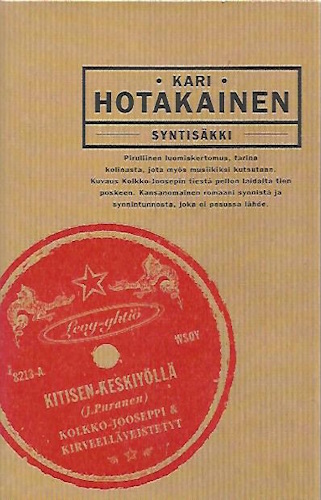 • KARI •
HOTAKAINEN
SYNTISÄKKI
Pirullinen luomiskertomus, tarina
kolinasta, jota myös musiikiksi kutsutaan.
Kuvaus Kolkko-Joosepin tiestä pellon laidalta tien
poskeen. Kansanomainen romaani synnistä ja
synnintunnosta, joka ei pesussa lähde.
Levy-yhtiö
8213-A
WSOY
KITISEN KESKIYÖLLÄ
(J.Puranen)
KOLKKO-JOOSEPPI &
KIRVEELLÄVEISTETYT